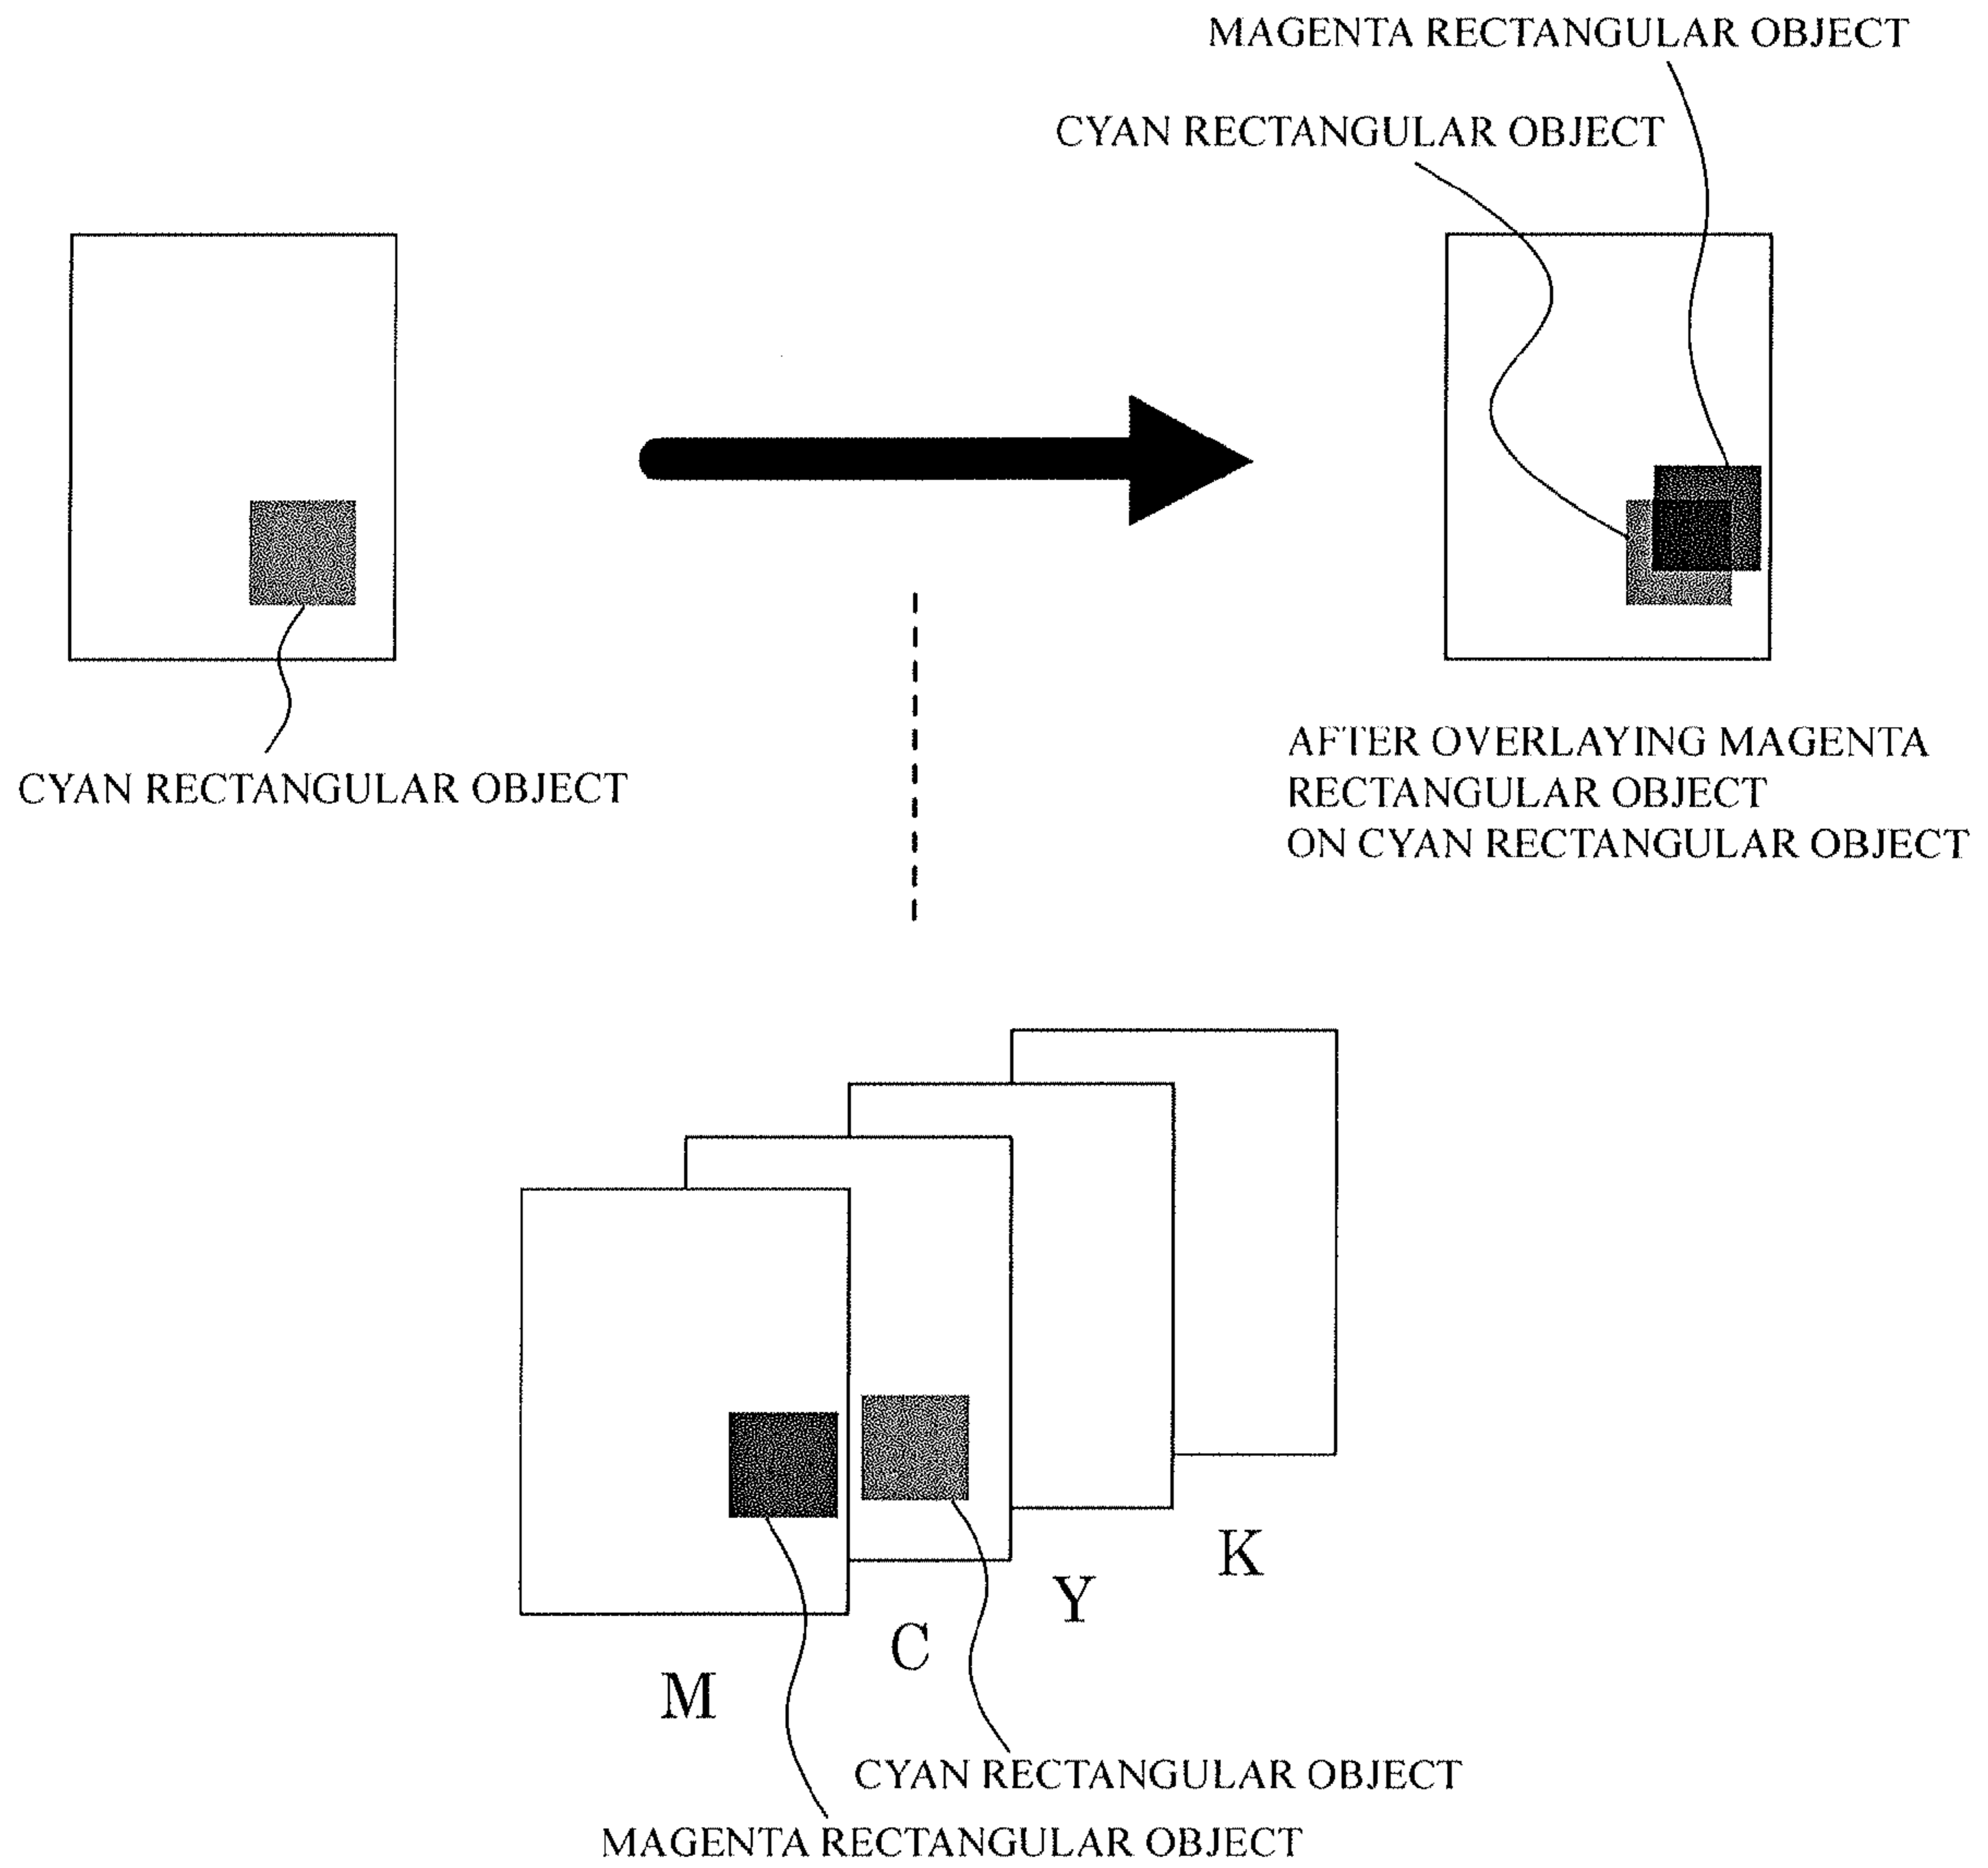 MAGENTA RECTANGULAR OBJECT
CYAN RECTANGULAR OBJECT
CYAN RECTANGULAR OBJECT
AFTER OVERLAYING MAGENTA
RECTANGULAR OBJECT
ON CYAN RECTANGULAR OBJECT
K
Y
C
M
CYAN RECTANGULAR OBJECT
MAGENTA RECTANGULAR OBJECT